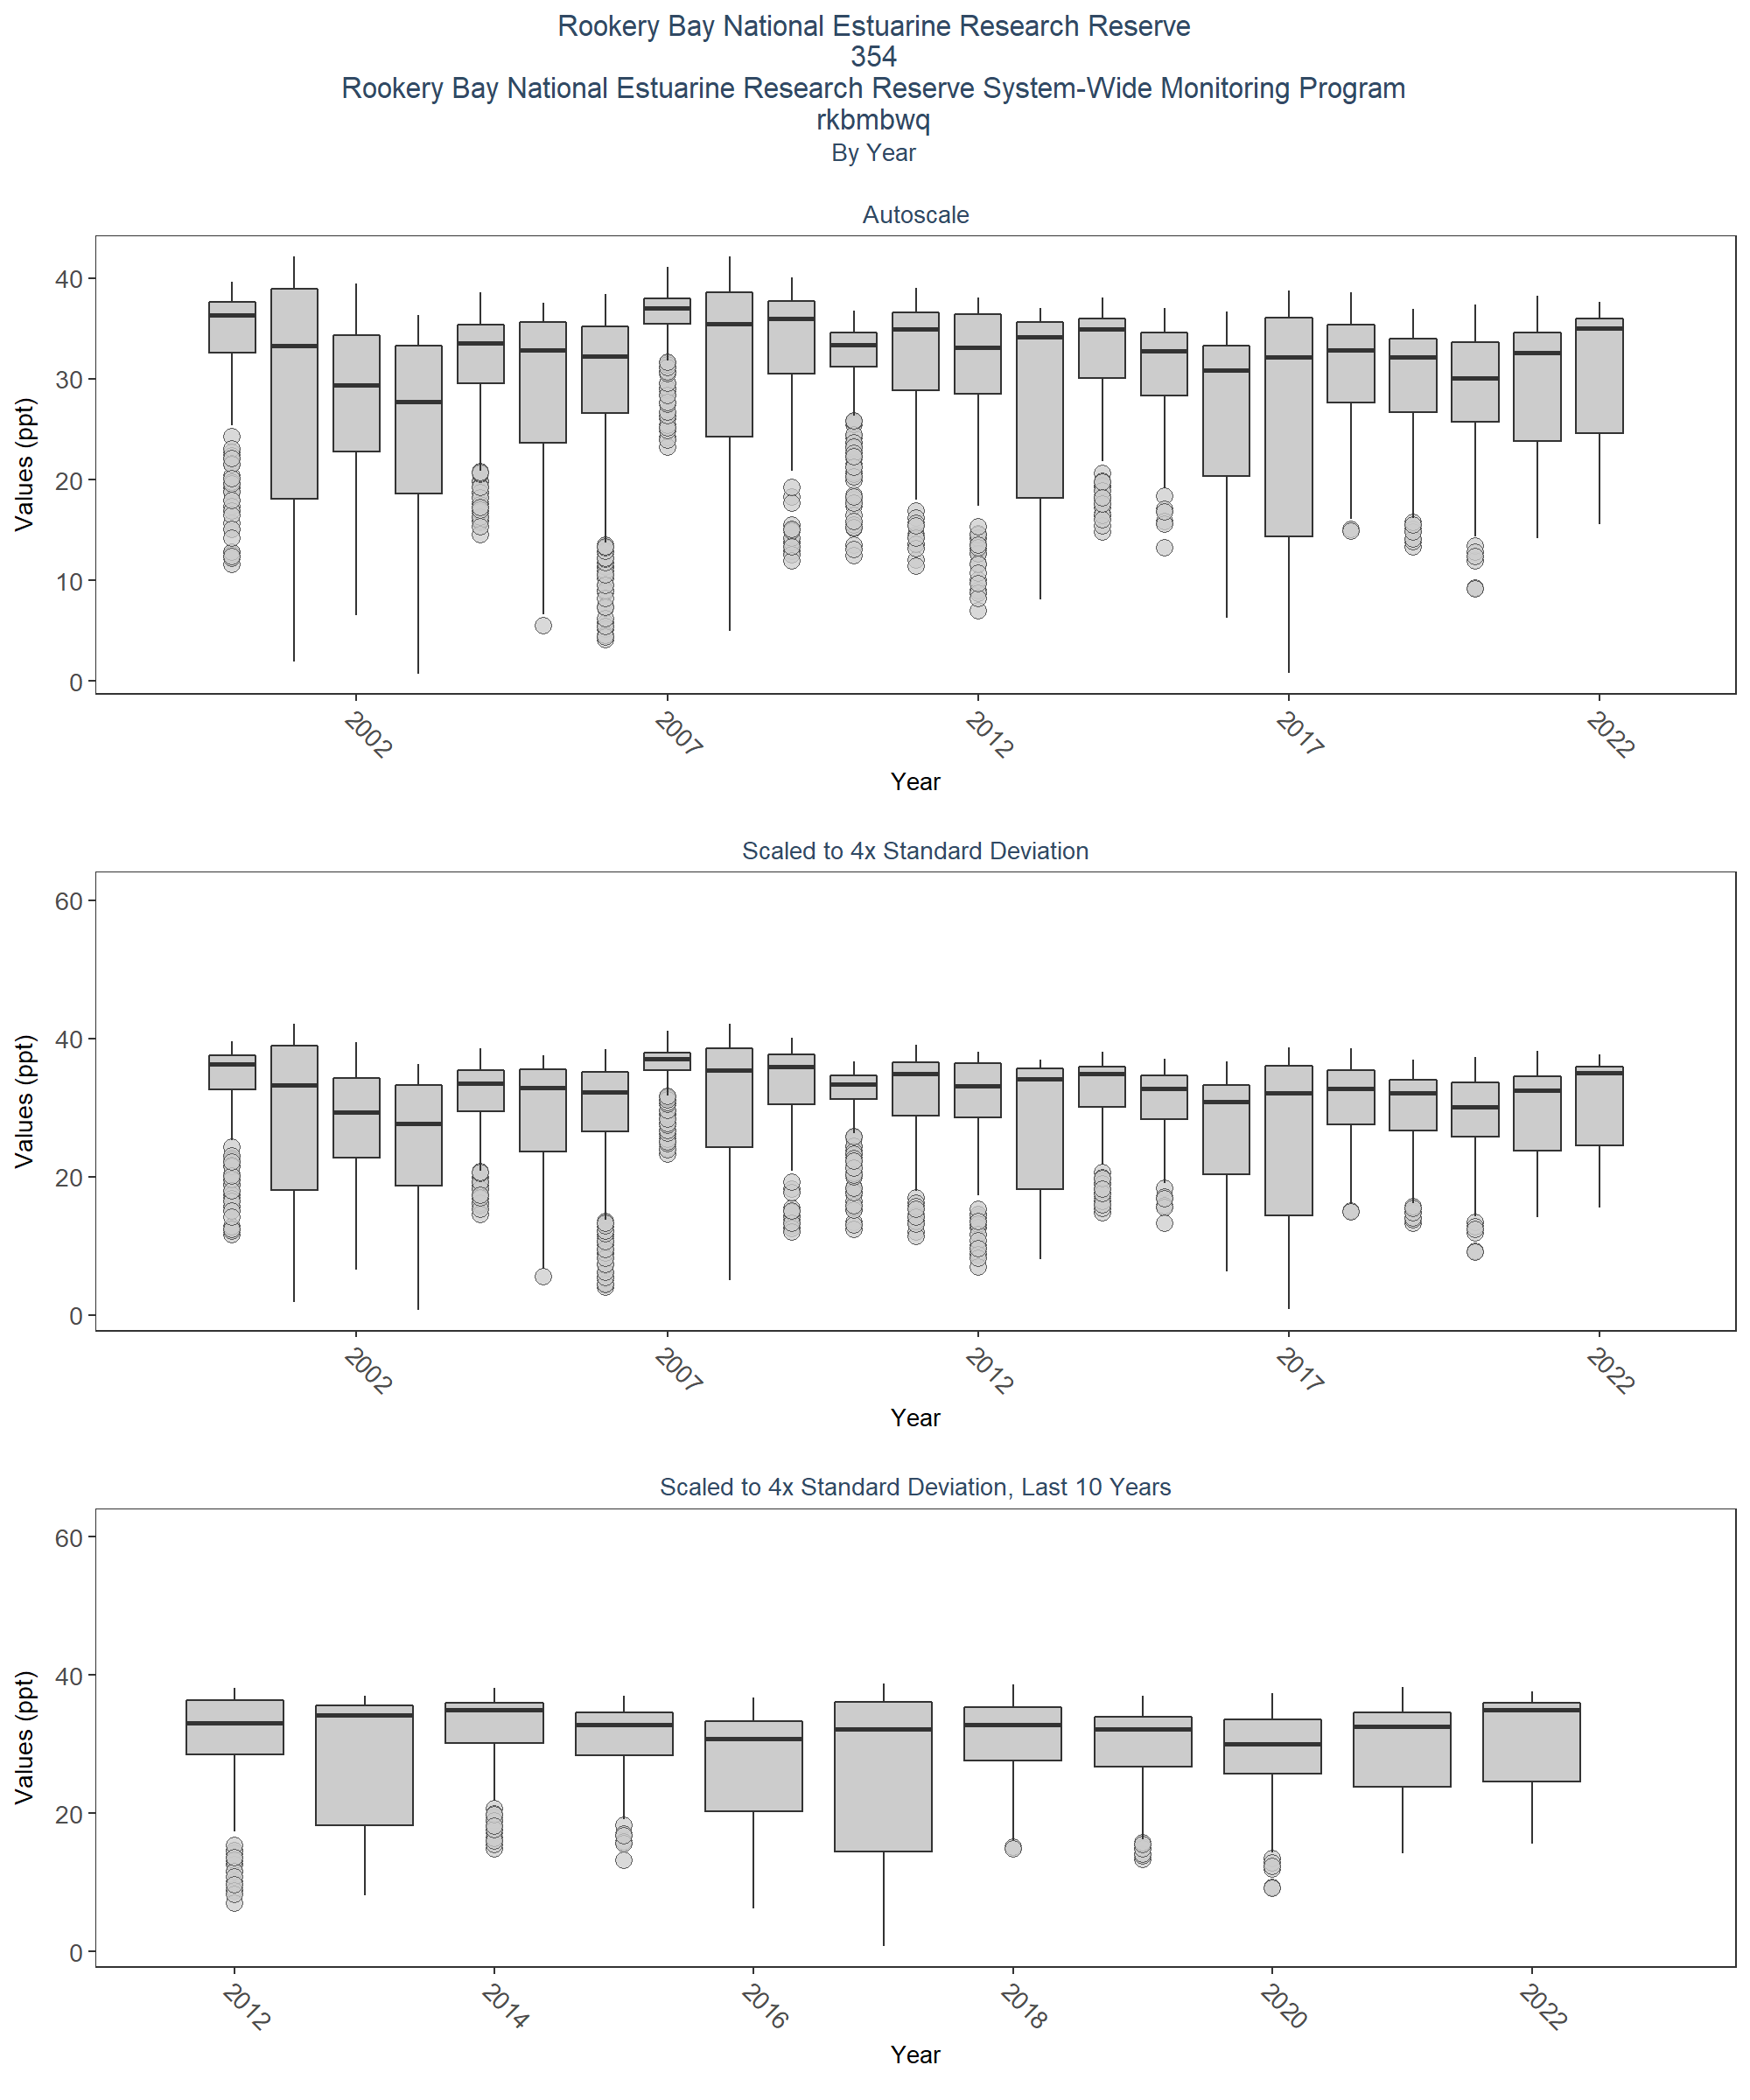 Rookery Bay National Estuarine Research Reserve
354
Rookery Bay National Estuarine Research Reserve System-Wide Monitoring Program
rkbmbwq
By Year
Autoscale
Values (ppt)
40
30
20
10
0
2002 2007 2012 2017 2022
Year
Scaled to 4x Standard Deviation
Values (ppt)
60
40
20
0
2002 2007 2012 2017 2022
Year
Scaled to 4x Standard Deviation, Last 10 Years
Values (ppt)
60
40
20
0
2012 2014 2016 2018 2020 2022
Year